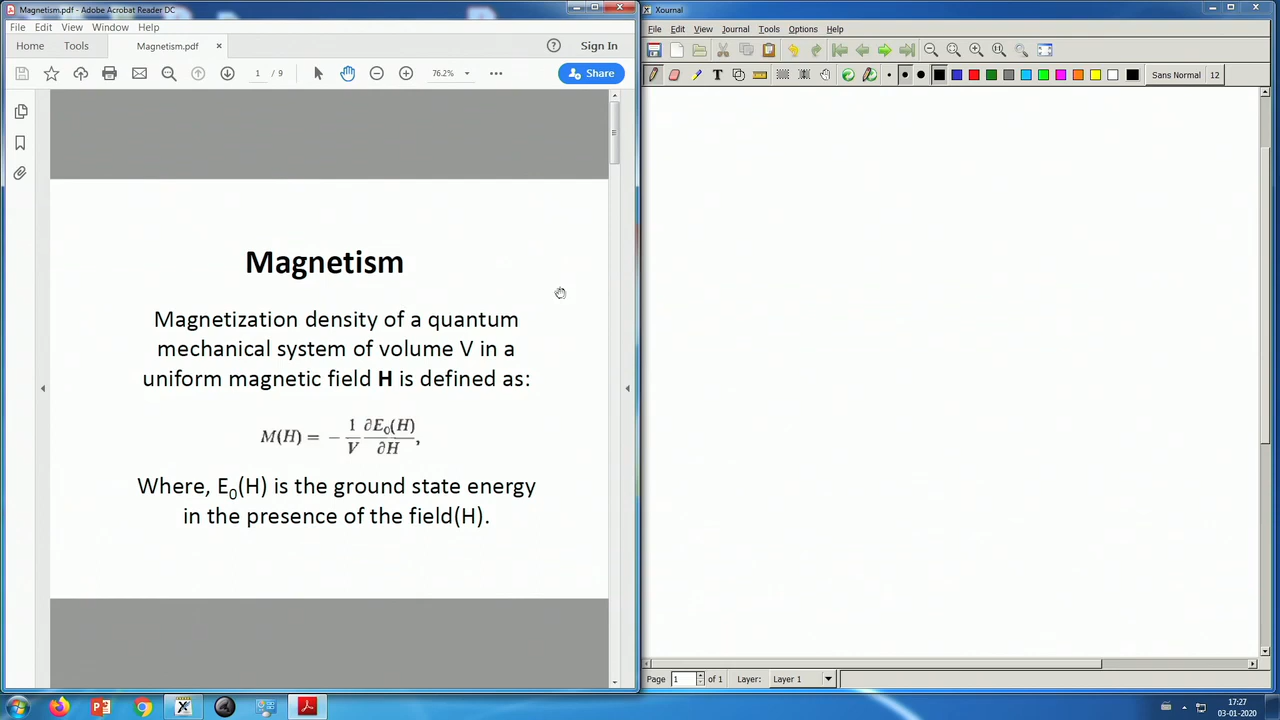 Magnetism.pdf - Adobe Acrobat Reader DC
File Edit View Window Help
Home Tools Magnetism.pdf × ? Sign In
1 / 9 76.2% Share
Magnetism
Magnetization density of a quantum
mechanical system of volume V in a
uniform magnetic field H is defined as:
M(H) = - 1/V ∂E₀(H)/∂H,
Where, E₀(H) is the ground state energy
in the presence of the field(H).
Xournal
File Edit View Journal Tools Options Help
Sans Normal 12
Page 1 of 1 Layer: Layer 1
17:27
03-01-2020